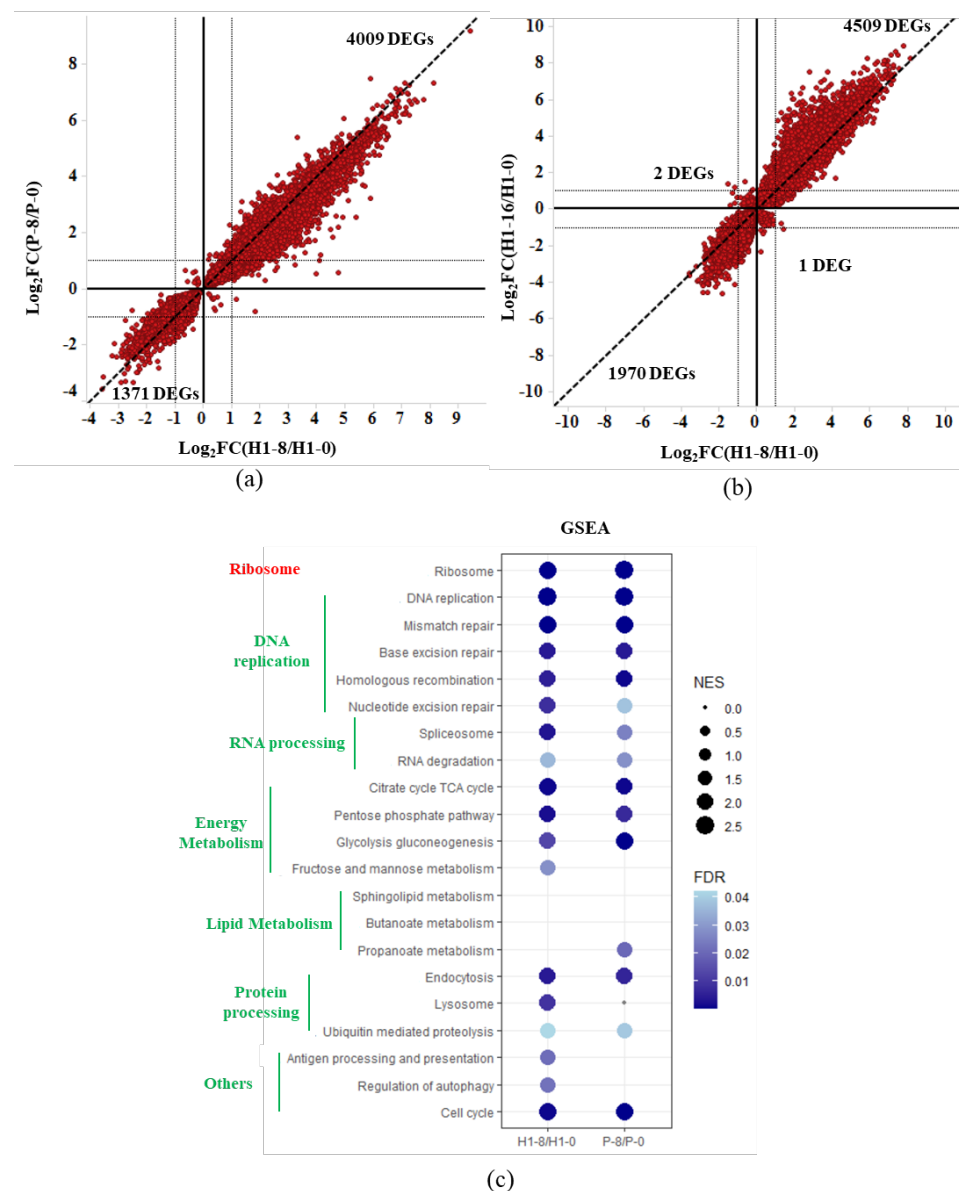 4009 DEGs
8
6
4
2
0
-2
-4
Log2FC(P-8/P-0)
1371 DEGs
-4 -3 -2 -1 0 1 2 3 4 5 6 7 8 9
Log2FC(H1-8/H1-0)
(a)
10
8
6
4
2
0
-2
-4
-6
-8
-10
Log2FC(H1-16/H1-0)
4509 DEGs
2 DEGs
1 DEG
1970 DEGs
-10 -8 -6 -4 -2 0 2 4 6 8 10
Log2FC(H1-8/H1-0)
(b)
GSEA
Ribosome
DNA replication
RNA processing
Energy Metabolism
Lipid Metabolism
Protein processing
Others
Ribosome
DNA replication
Mismatch repair
Base excision repair
Homologous recombination
Nucleotide excision repair
Spliceosome
RNA degradation
Citrate cycle TCA cycle
Pentose phosphate pathway
Glycolysis gluconeogenesis
Fructose and mannose metabolism
Sphingolipid metabolism
Butanoate metabolism
Propanoate metabolism
Endocytosis
Lysosome
Ubiquitin mediated proteolysis
Antigen processing and presentation
Regulation of autophagy
Cell cycle
H1-8/H1-0 P-8/P-0
NES
0.0
0.5
1.0
1.5
2.0
2.5
FDR
0.04
0.03
0.02
0.01
(c)